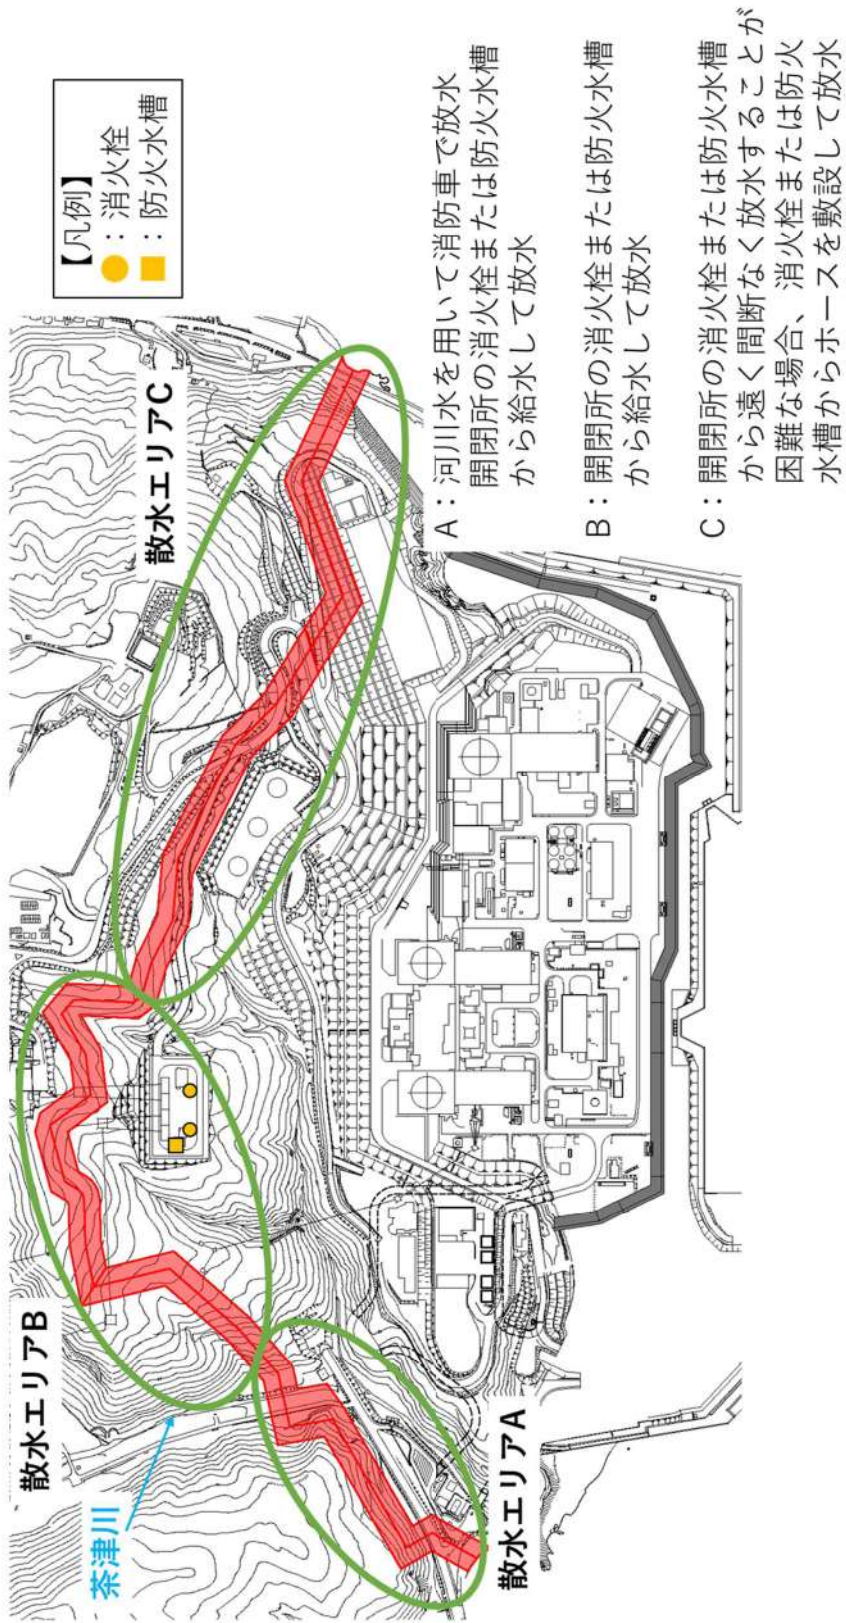 【凡例】
●：消火栓
■：防火水槽
散水エリアC
散水エリアB
茶津川
散水エリアA
A：河川水を用いて消防車で放水
開閉所の消火栓または防火水槽
から給水して放水
B：開閉所の消火栓または防火水槽
から給水して放水
C：開閉所の消火栓または防火水槽
から遠く間断なく放水することが
困難な場合、消火栓または防火
水槽からホースを敷設して放水